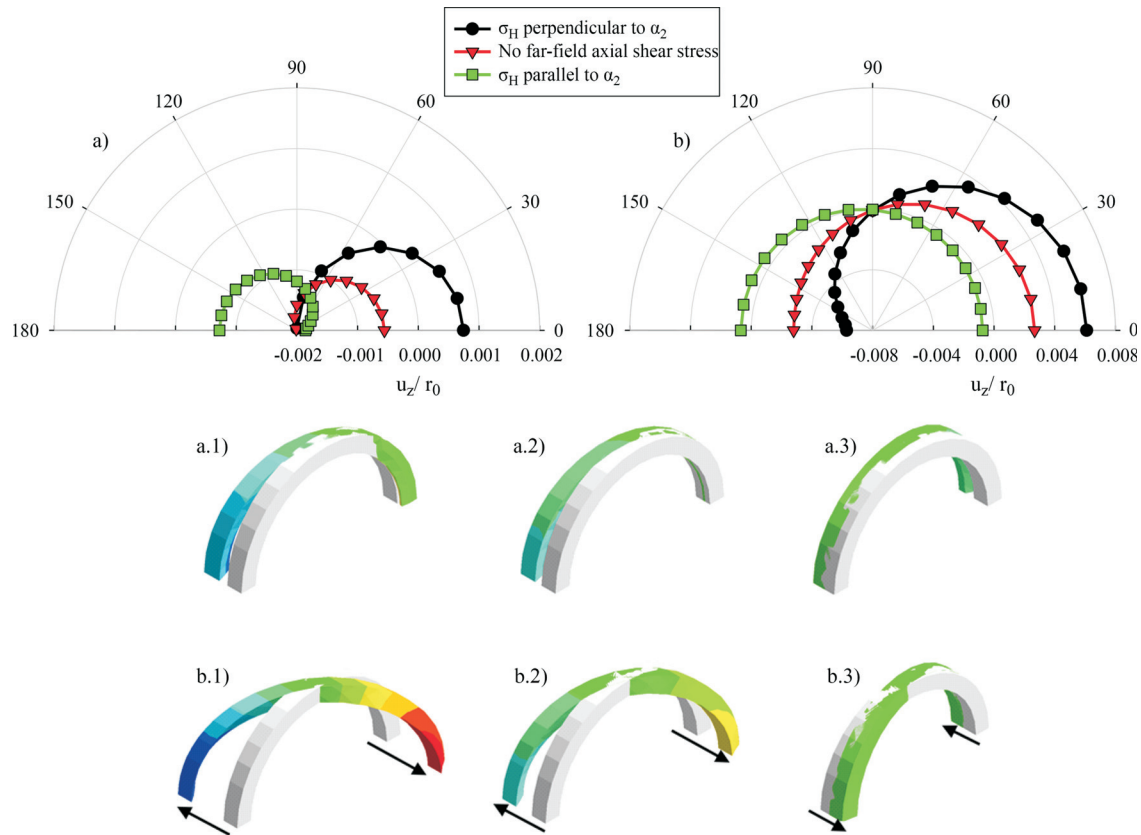 σH perpendicular to α2
No far-field axial shear stress
σH parallel to α2
a)
90
120
60
150
30
180
0
-0.002
-0.001
0.000
0.001
0.002
uz/ r0
b)
90
120
60
150
30
180
0
-0.008
-0.004
0.000
0.004
0.008
uz/ r0
a.1)
a.2)
a.3)
b.1)
b.2)
b.3)